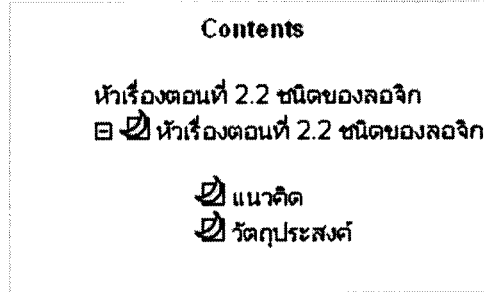 Contents
หัวเรื่องตอนที่ 2.2 ชนิดของลอจิก
หัวเรื่องตอนที่ 2.2 ชนิดของลอจิก
แนวคิด
วัตถุประสงค์